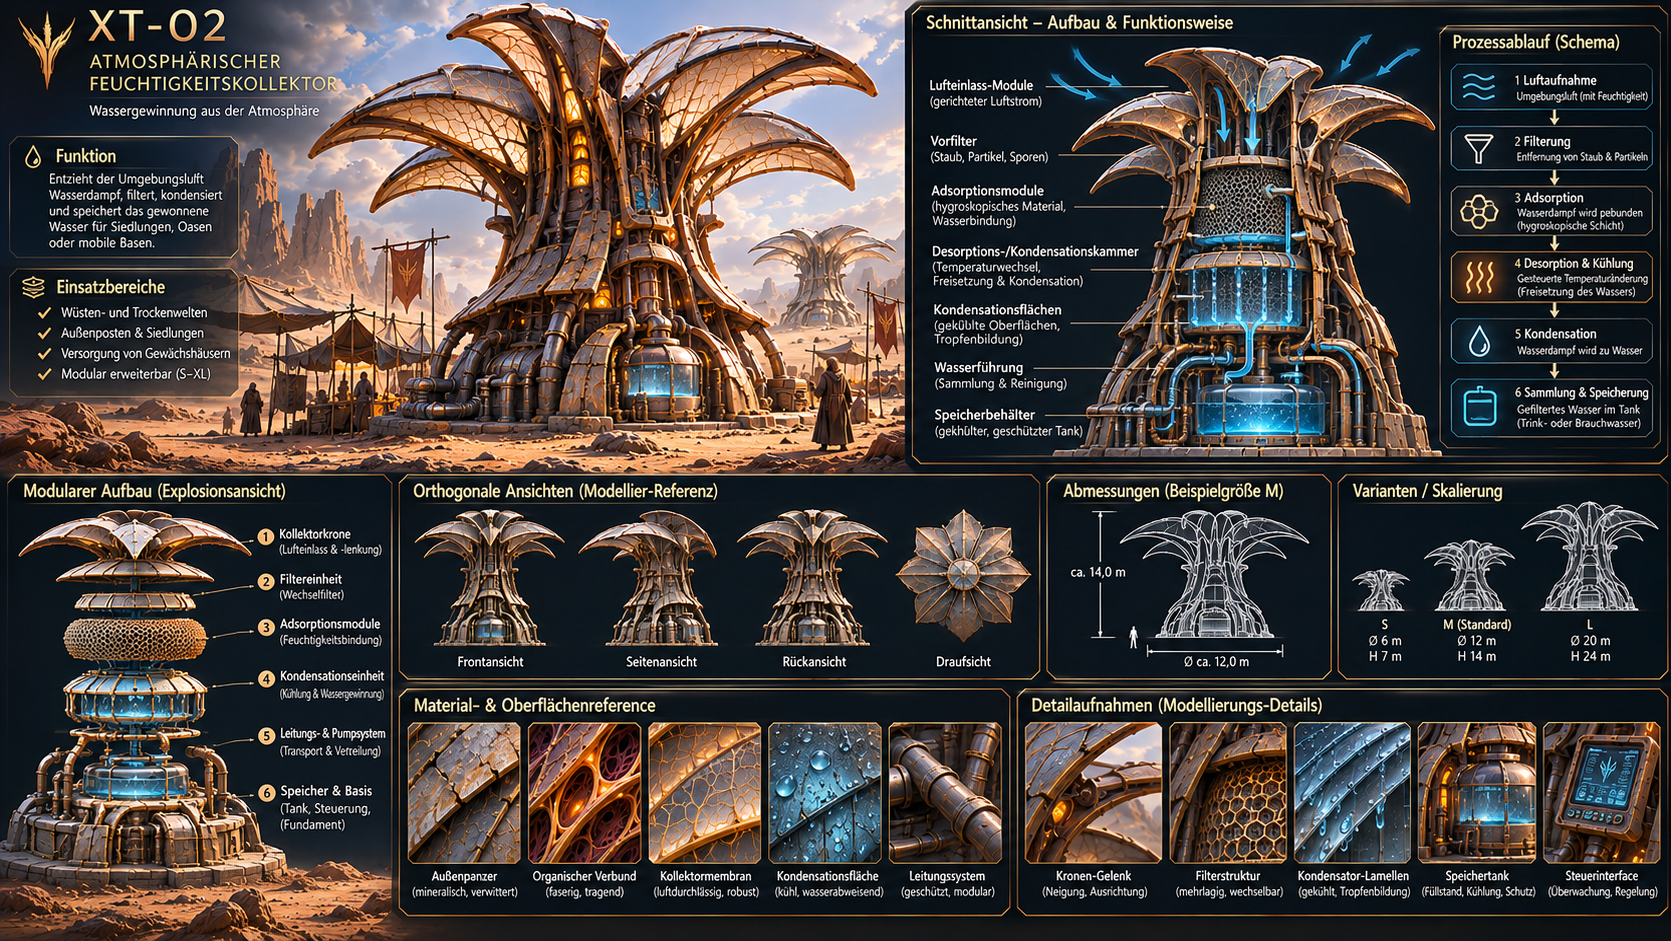 XT-02
ATMOSPHÄRISCHER
FEUCHTIGKEITSKOLLEKTOR
Wassergewinnung aus der Atmosphäre
Funktion
Entzieht der Umgebungsluft
Wasserdampf, filtert, kondensiert
und speichert das gewonnene
Wasser für Siedlungen, Oasen
oder mobile Basen.
Einsatzbereiche
Wüsten- und Trockenwelten
Außenposten & Siedlungen
Versorgung von Gewächshäusern
Modular erweiterbar (S–XL)
Schnittansicht – Aufbau & Funktionsweise
Lufteinlass-Module
(gerichteter Luftstrom)
Vorfilter
(Staub, Partikel, Sporen)
Adsorptionsmodule
(hygroskopisches Material,
Wasserbindung)
Desorptions-/Kondensationskammer
(Temperaturwechsel,
Freisetzung & Kondensation)
Kondensationsflächen
(gekühlte Oberflächen,
Tropfenbildung)
Wasserführung
(Sammlung & Reinigung)
Speicherbehälter
(gekhülter, geschützter Tank)
Prozessablauf (Schema)
1 Luftaufnahme
Umgebungsluft (mit Feuchtigkeit)
2 Filterung
Entfernung von Staub & Partikeln
3 Adsorption
Wasserdampf wird pebunden
(hygroskopische Schicht)
4 Desorption & Kühlung
Gesteuerte Temperaturänderung
(Freisetzung des Wassers)
5 Kondensation
Wasserdampf wird zu Wasser
6 Sammlung & Speicherung
Gefiltertes Wasser im Tank
(Trink- oder Brauchwasser)
Modularer Aufbau (Explosionsansicht)
1 Kollektorkrone
(Lufteinlass & -lenkung)
2 Filtereinheit
(Wechselfilter)
3 Adsorptionsmodule
(Feuchtigkeitsbindung)
4 Kondensationseinheit
(Kühlung & Wassergewinnung)
5 Leitungs- & Pumpsystem
(Transport & Vertreilung)
6 Speicher & Basis
(Tank, Steuerung,
(Fundament)
Orthogonale Ansichten (Modellier-Referenz)
Frontansicht
Seitenansicht
Rückansicht
Draufsicht
Abmessungen (Beispielgröße M)
ca. 14,0 m
Ø ca. 12,0 m
Varianten / Skalierung
S
Ø 6 m
H 7 m
M (Standard)
Ø 12 m
H 14 m
L
Ø 20 m
H 24 m
Material- & Oberflächenreference
Außenpanzer
(mineralisch, verwittert)
Organischer Verbund
(faserig, tragend)
Kollektormembran
(luftdurchlässig, robust)
Kondensationsfläche
(kühl, wasserabweisend)
Leitungssystem
(geschützt, modular)
Detailaufnahmen (Modellierungs-Details)
Kronen-Gelenk
(Neigung, Ausrichtung)
Filterstruktur
(mehrlagig, wechselbar)
Kondensator-Lamellen
(gekühlt, Tropfenbildung)
Speichertank
(Füllstand, Kühlung, Schutz)
Steuerinterface
(Überwachung, Regelung)